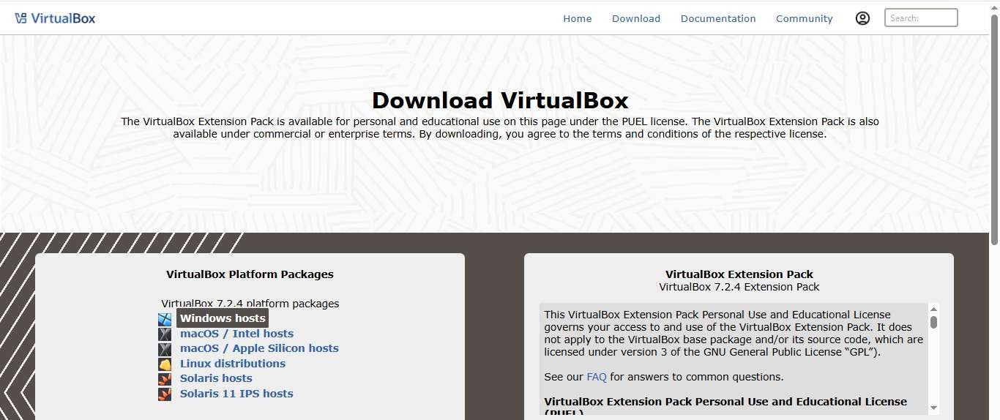 VirtualBox
Home
Download
Documentation
Community
Search:
Download VirtualBox
The VirtualBox Extension Pack is available for personal and educational use on this page under the PUEL license. The VirtualBox Extension Pack is also
available under commercial or enterprise terms. By downloading, you agree to the terms and conditions of the respective license.
VirtualBox Platform Packages
VirtualBox 7.2.4 platform packages
Windows hosts
macOS / Intel hosts
macOS / Apple Silicon hosts
Linux distributions
Solaris hosts
Solaris 11 IPS hosts
VirtualBox Extension Pack
VirtualBox 7.2.4 Extension Pack
This VirtualBox Extension Pack Personal Use and Educational License
governs your access to and use of the VirtualBox Extension Pack. It does
not apply to the VirtualBox base package and/or its source code, which are
licensed under version 3 of the GNU General Public License “GPL”).
See our FAQ for answers to common questions.
VirtualBox Extension Pack Personal Use and Educational License
(PUEL)